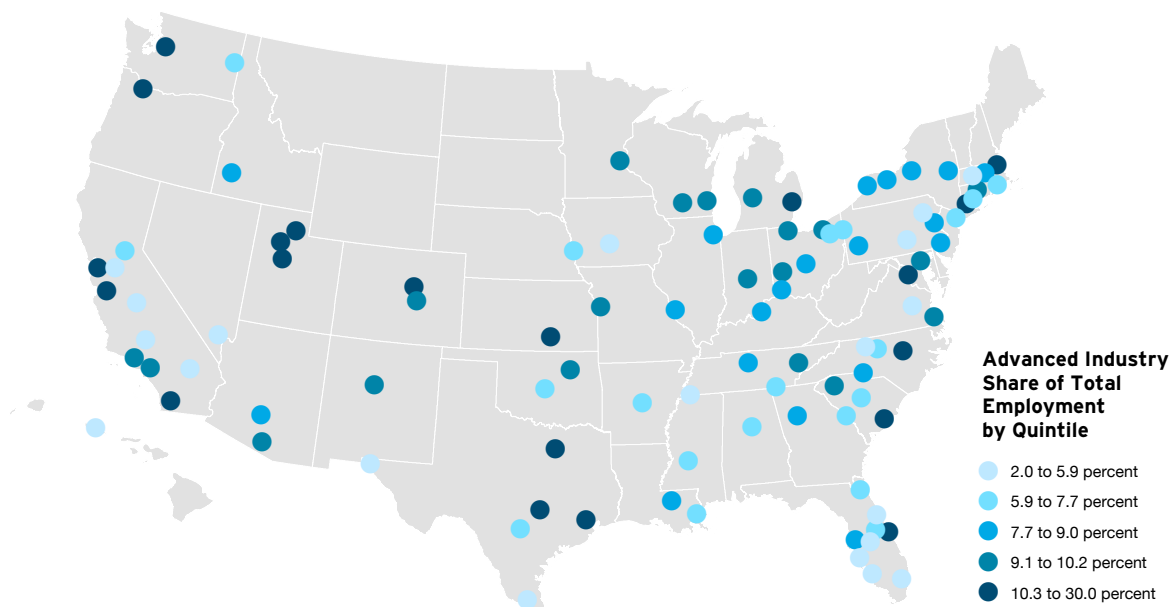 Advanced Industry
Share of Total
Employment
by Quintile
2.0 to 5.9 percent
5.9 to 7.7 percent
7.7 to 9.0 percent
9.1 to 10.2 percent
10.3 to 30.0 percent